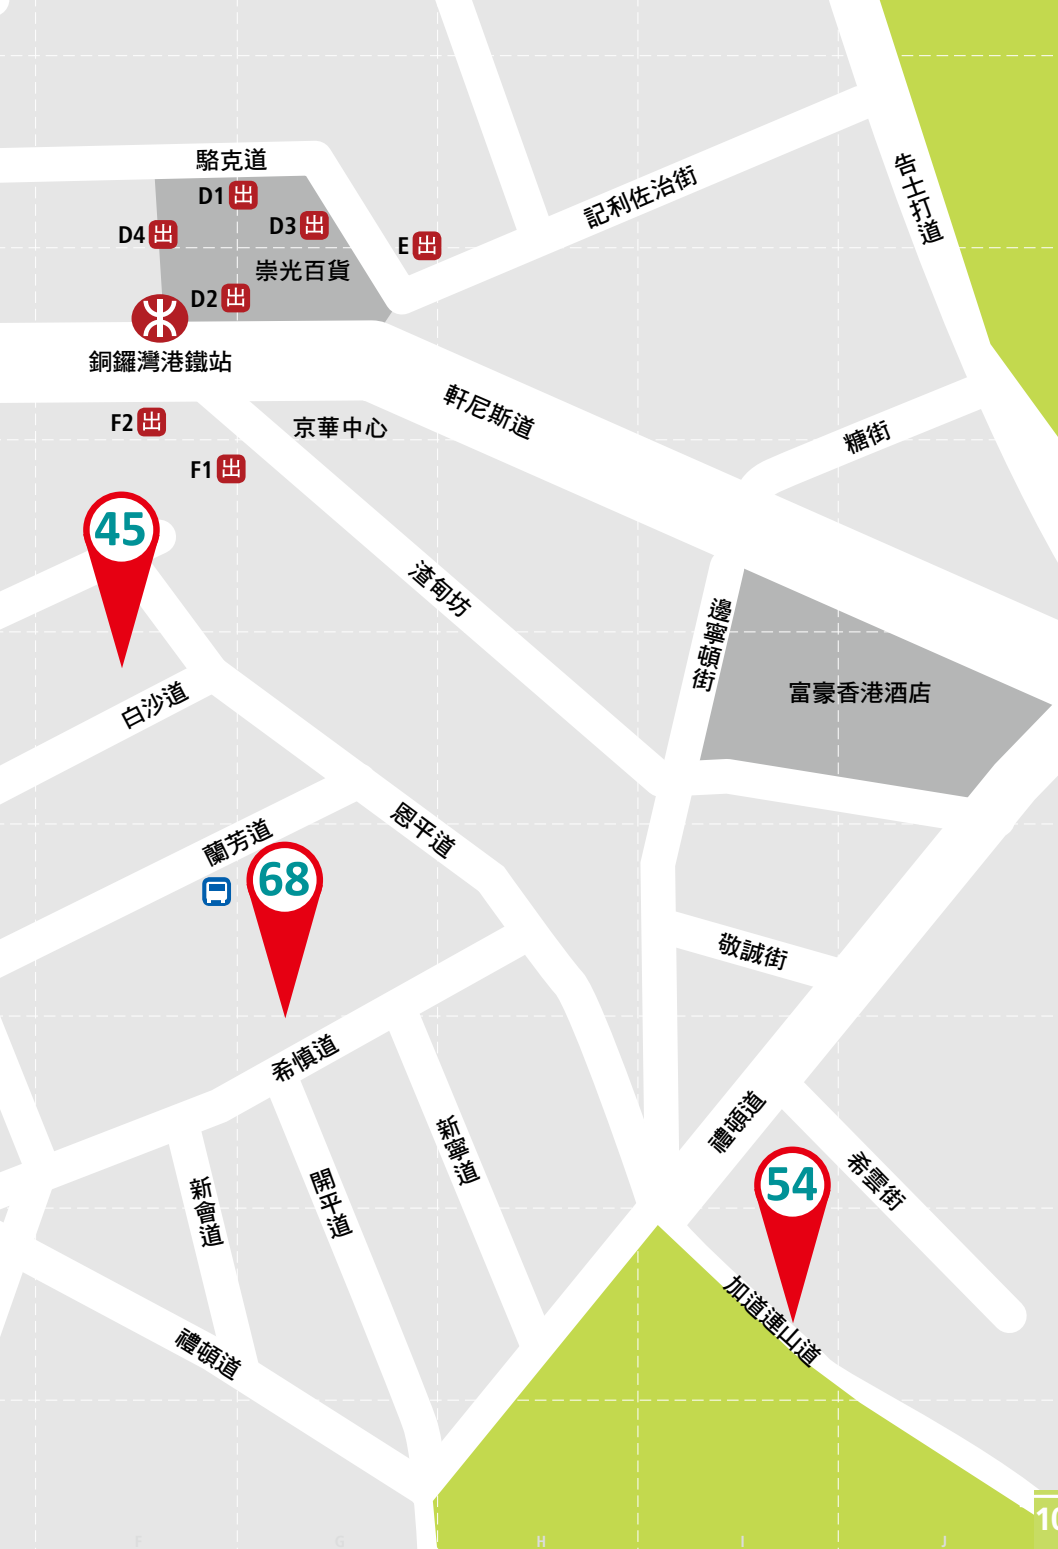 駱克道
D1 出
D3 出
D4 出
E 出
崇光百貨
D2 出
銅鑼灣港鐵站
記利佐治街
告士打道
軒尼斯道
京華中心
F2 出
F1 出
糖街
45
渣甸坊
邊寧頓街
富豪香港酒店
白沙道
恩平道
蘭芳道
68
敬誠街
希慎道
新寧道
禮頓道
新會道
開平道
54
希雲街
加道連山道
禮頓道
10
F
G
H
I
J